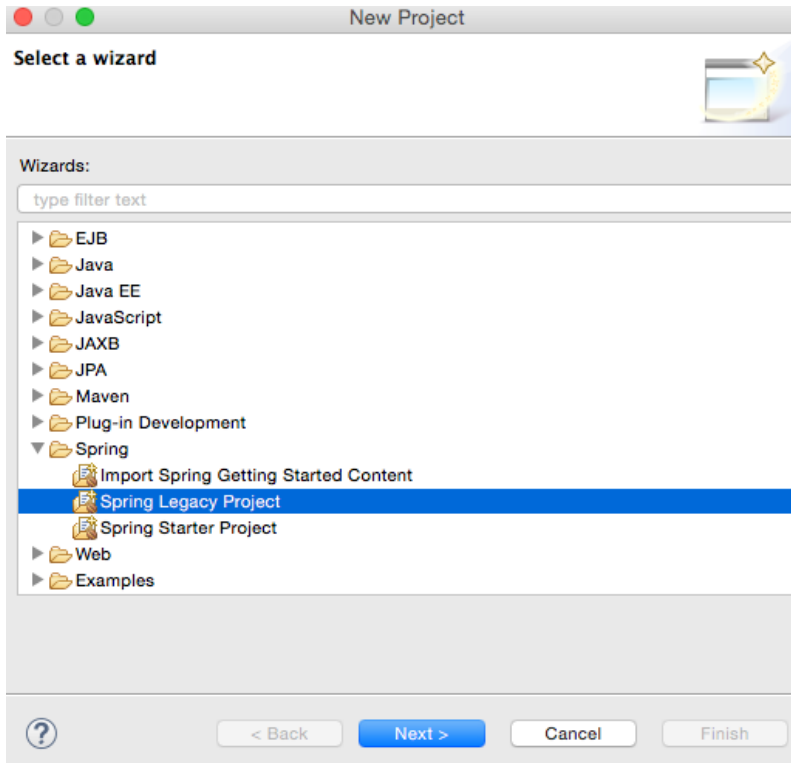 New Project
Select a wizard
Wizards:
type filter text
EJB
Java
Java EE
JavaScript
JAXB
JPA
Maven
Plug-in Development
Spring
Import Spring Getting Started Content
Spring Legacy Project
Spring Starter Project
Web
Examples
? < Back Next > Cancel Finish